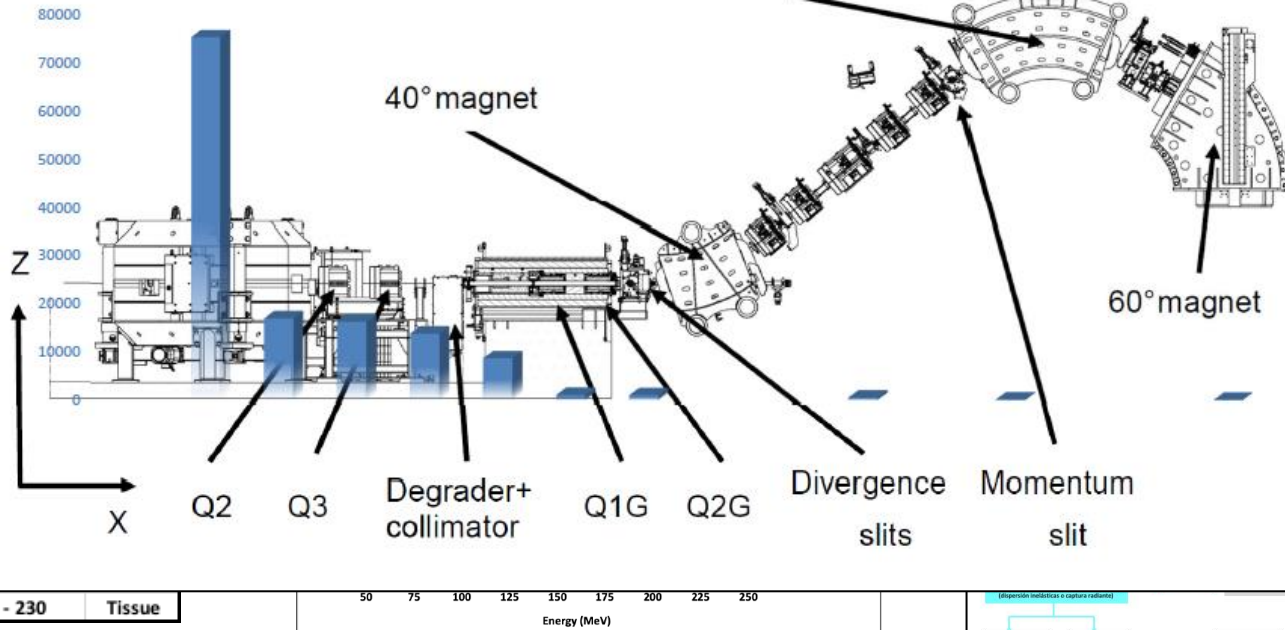 80000
70000
60000
50000
40000
30000
20000
10000
0
Z
X
40°magnet
60°magnet
Q2
Q3
Degrader+
collimator
Q1G
Q2G
Divergence
slits
Momentum
slit
- 230 Tissue
50 75 100 125 150 175 200 225 250
Energy (MeV)
(dispersión inelásticas o captura radiante)